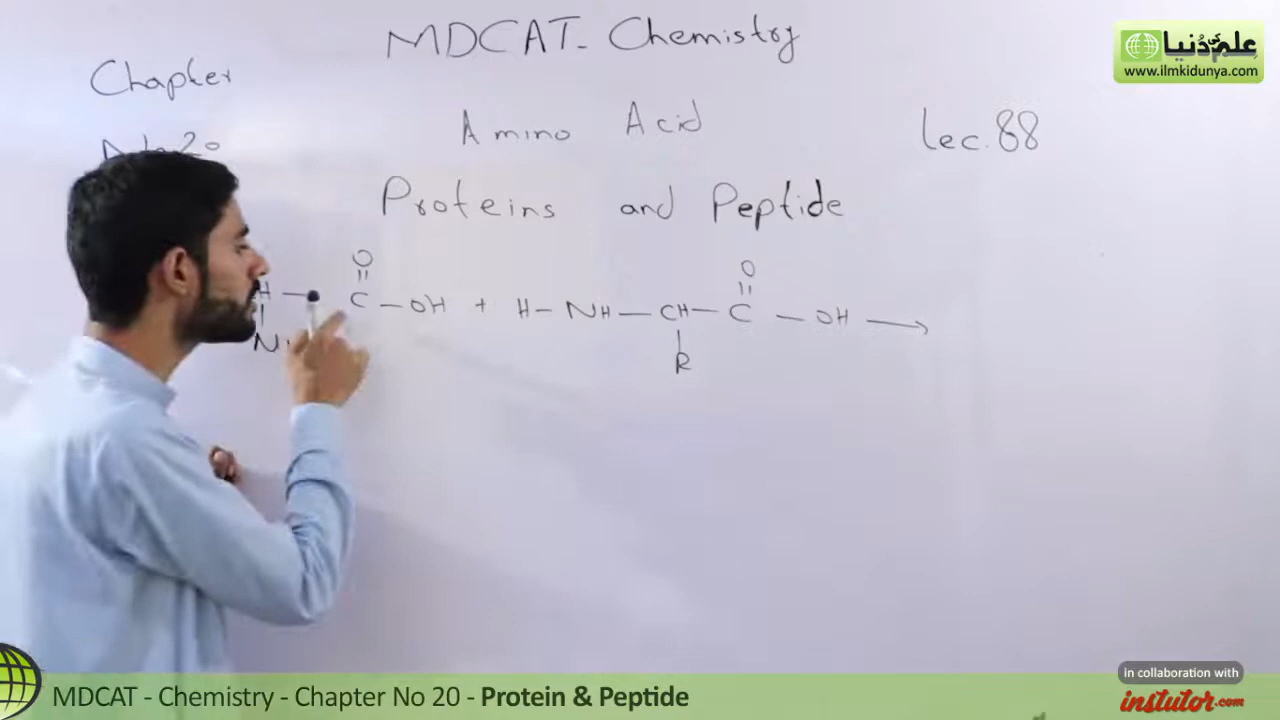 MDCAT - Chemistry
علم کی دنیا
www.ilmkidunya.com
Chapter
Amino Acid
Lec. 88
Proteins and Peptide
O
O
C - OH + H - NH - CH - C - OH →
R
in collaboration with
instutor.com
MDCAT - Chemistry - Chapter No 20 - Protein & Peptide